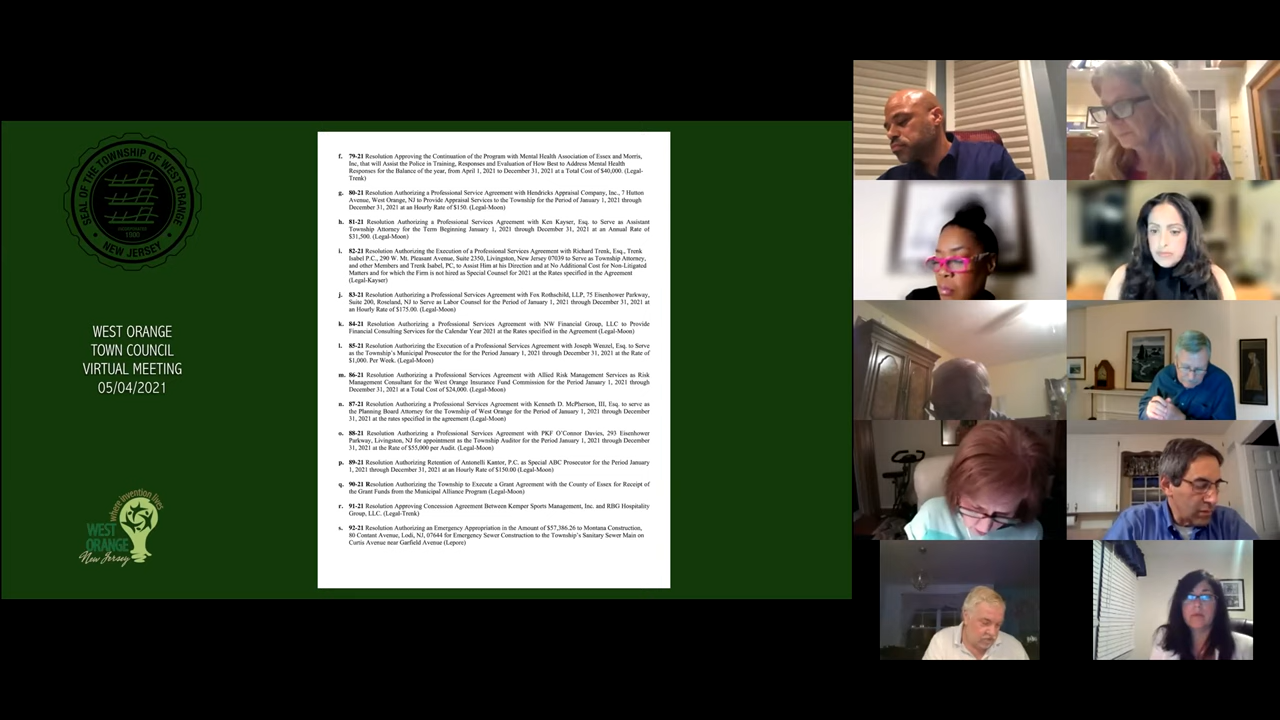 SEAL OF THE TOWNSHIP OF WEST ORANGE
NEW JERSEY
WEST ORANGE
TOWN COUNCIL
VIRTUAL MEETING
05/04/2021
where invention lives
WEST
ORANGE
New Jersey
f. 79-21 Resolution Approving the Continuation of the Program with Mental Health Association of Essex and Morris,
Inc, that will Assist the Police in Training, Responses and Evaluation of How Best to Address Mental Health
Responses for the Balance of the year, from April 1, 2021 to December 31, 2021 at a Total Cost of $40,000. (Legal-
Trenk)
g. 80-21 Resolution Authorizing a Professional Service Agreement with Hendricks Appraisal Company, Inc., 7 Hutton
Avenue, West Orange, NJ to Provide Appraisal Services to the Township for the Period of January 1, 2021 through
December 31, 2021 at an Hourly Rate of $150. (Legal-Moon)
h. 81-21 Resolution Authorizing a Professional Services Agreement with Ken Kayser, Esq. to Serve as Assistant
Township Attorney for the Term Beginning January 1, 2021 through December 31, 2021 at an Annual Rate of
$31,500. (Legal-Moon)
i. 82-21 Resolution Authorizing the Execution of a Professional Services Agreement with Richard Trenk, Esq., Trenk
Isabel P.C., 290 W. Mt. Pleasant Avenue, Suite 2350, Livingston, New Jersey 07039 to Serve as Township Attorney,
and other Members and Trenk Isabel, PC, to Assist Him at his Direction and at No Additional Cost for Non-Litigated
Matters and for which the Firm is not hired as Special Counsel for 2021 at the Rates specified in the Agreement
(Legal-Kayser)
j. 83-21 Resolution Authorizing a Professional Services Agreement with Fox Rothschild, LLP, 75 Eisenhower Parkway,
Suite 200, Roseland, NJ to Serve as Labor Counsel for the Period of January 1, 2021 through December 31, 2021 at
an Hourly Rate of $175.00. (Legal-Moon)
k. 84-21 Resolution Authorizing a Professional Services Agreement with NW Financial Group, LLC to Provide
Financial Consulting Services for the Calendar Year 2021 at the Rates specified in the Agreement (Legal-Moon)
l. 85-21 Resolution Authorizing the Execution of a Professional Services Agreement with Joseph Wenzel, Esq. to Serve
as the Township's Municipal Prosecutor the for the Period January 1, 2021 through December 31, 2021 at the Rate of
$1,000. Per Week. (Legal-Moon)
m. 86-21 Resolution Authorizing a Professional Services Agreement with Allied Risk Management Services as Risk
Management Consultant for the West Orange Insurance Fund Commission for the Period January 1, 2021 through
December 31, 2021 at a Total Cost of $24,000. (Legal-Moon)
n. 87-21 Resolution Authorizing a Professional Services Agreement with Kenneth D. McPherson, III, Esq. to serve as
the Planning Board Attorney for the Township of West Orange for the Period of January 1, 2021 through December
31, 2021 at the rates specified in the agreement (Legal-Moon)
o. 88-21 Resolution Authorizing a Professional Services Agreement with PKF O'Connor Davies, 293 Eisenhower
Parkway, Livingston, NJ for appointment as the Township Auditor for the Period January 1, 2021 through December
31, 2021 at the Rate of $55,000 per Audit. (Legal-Moon)
p. 89-21 Resolution Authorizing Retention of Antonelli Kantor, P.C. as Special ABC Prosecutor for the Period January
1, 2021 through December 31, 2021 at an Hourly Rate of $150.00 (Legal-Moon)
q. 90-21 Resolution Authorizing the Township to Execute a Grant Agreement with the County of Essex for Receipt of
the Grant Funds from the Municipal Alliance Program (Legal-Moon)
r. 91-21 Resolution Approving Concession Agreement Between Kemper Sports Management, Inc. and RBG Hospitality
Group, LLC. (Legal-Trenk)
s. 92-21 Resolution Authorizing an Emergency Appropriation in the Amount of $57,386.26 to Montana Construction,
80 Contant Avenue, Lodi, NJ, 07644 for Emergency Sewer Construction to the Township's Sanitary Sewer Main on
Curtis Avenue near Garfield Avenue (Lepore)